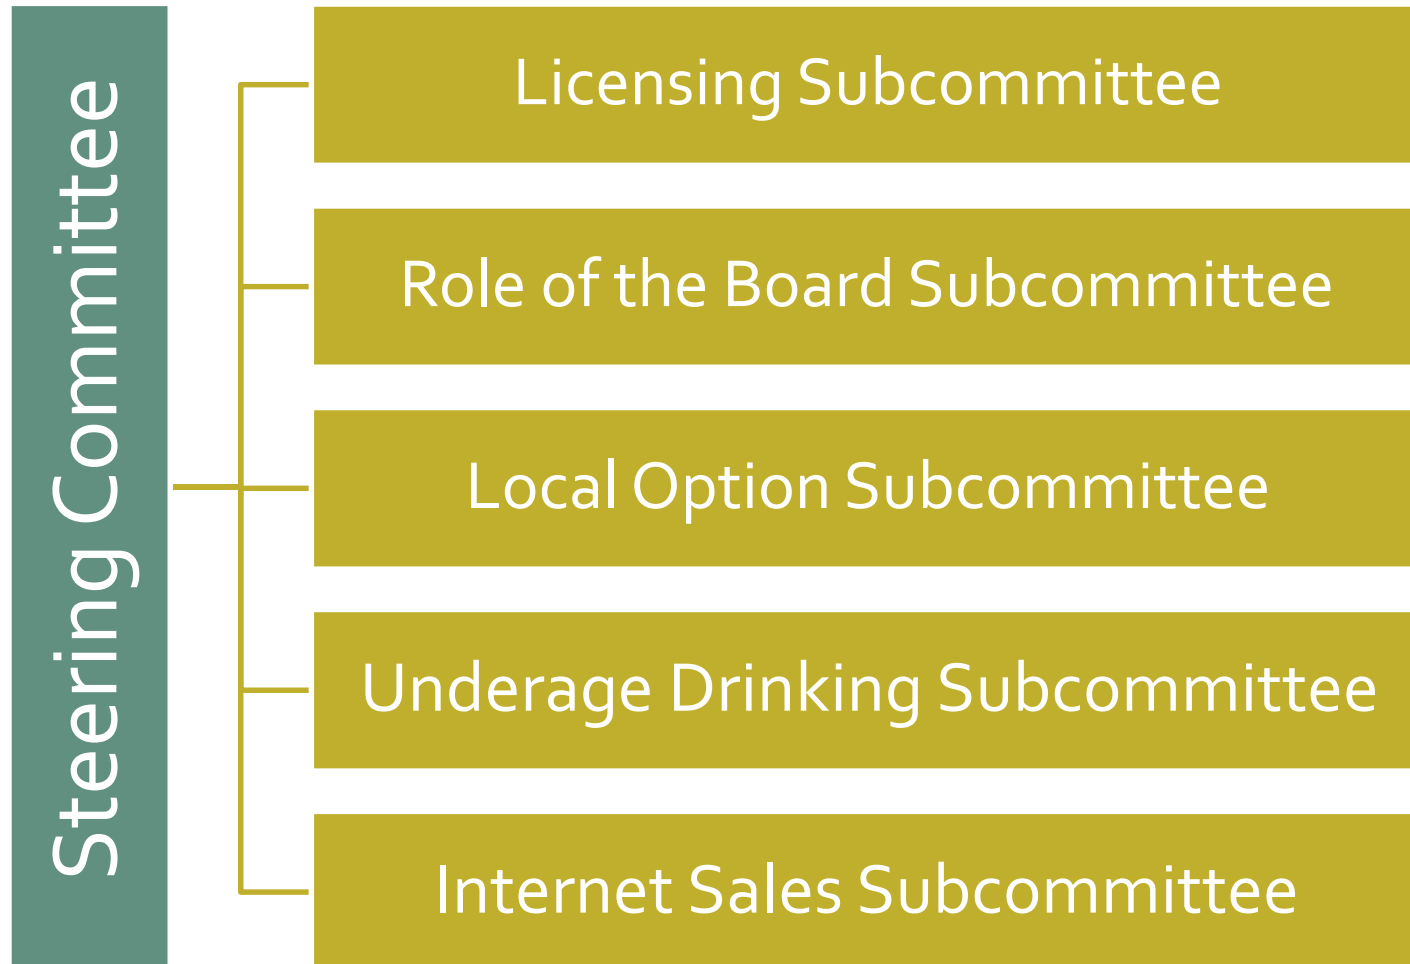 Steering Committee
Licensing Subcommittee
Role of the Board Subcommittee
Local Option Subcommittee
Underage Drinking Subcommittee
Internet Sales Subcommittee